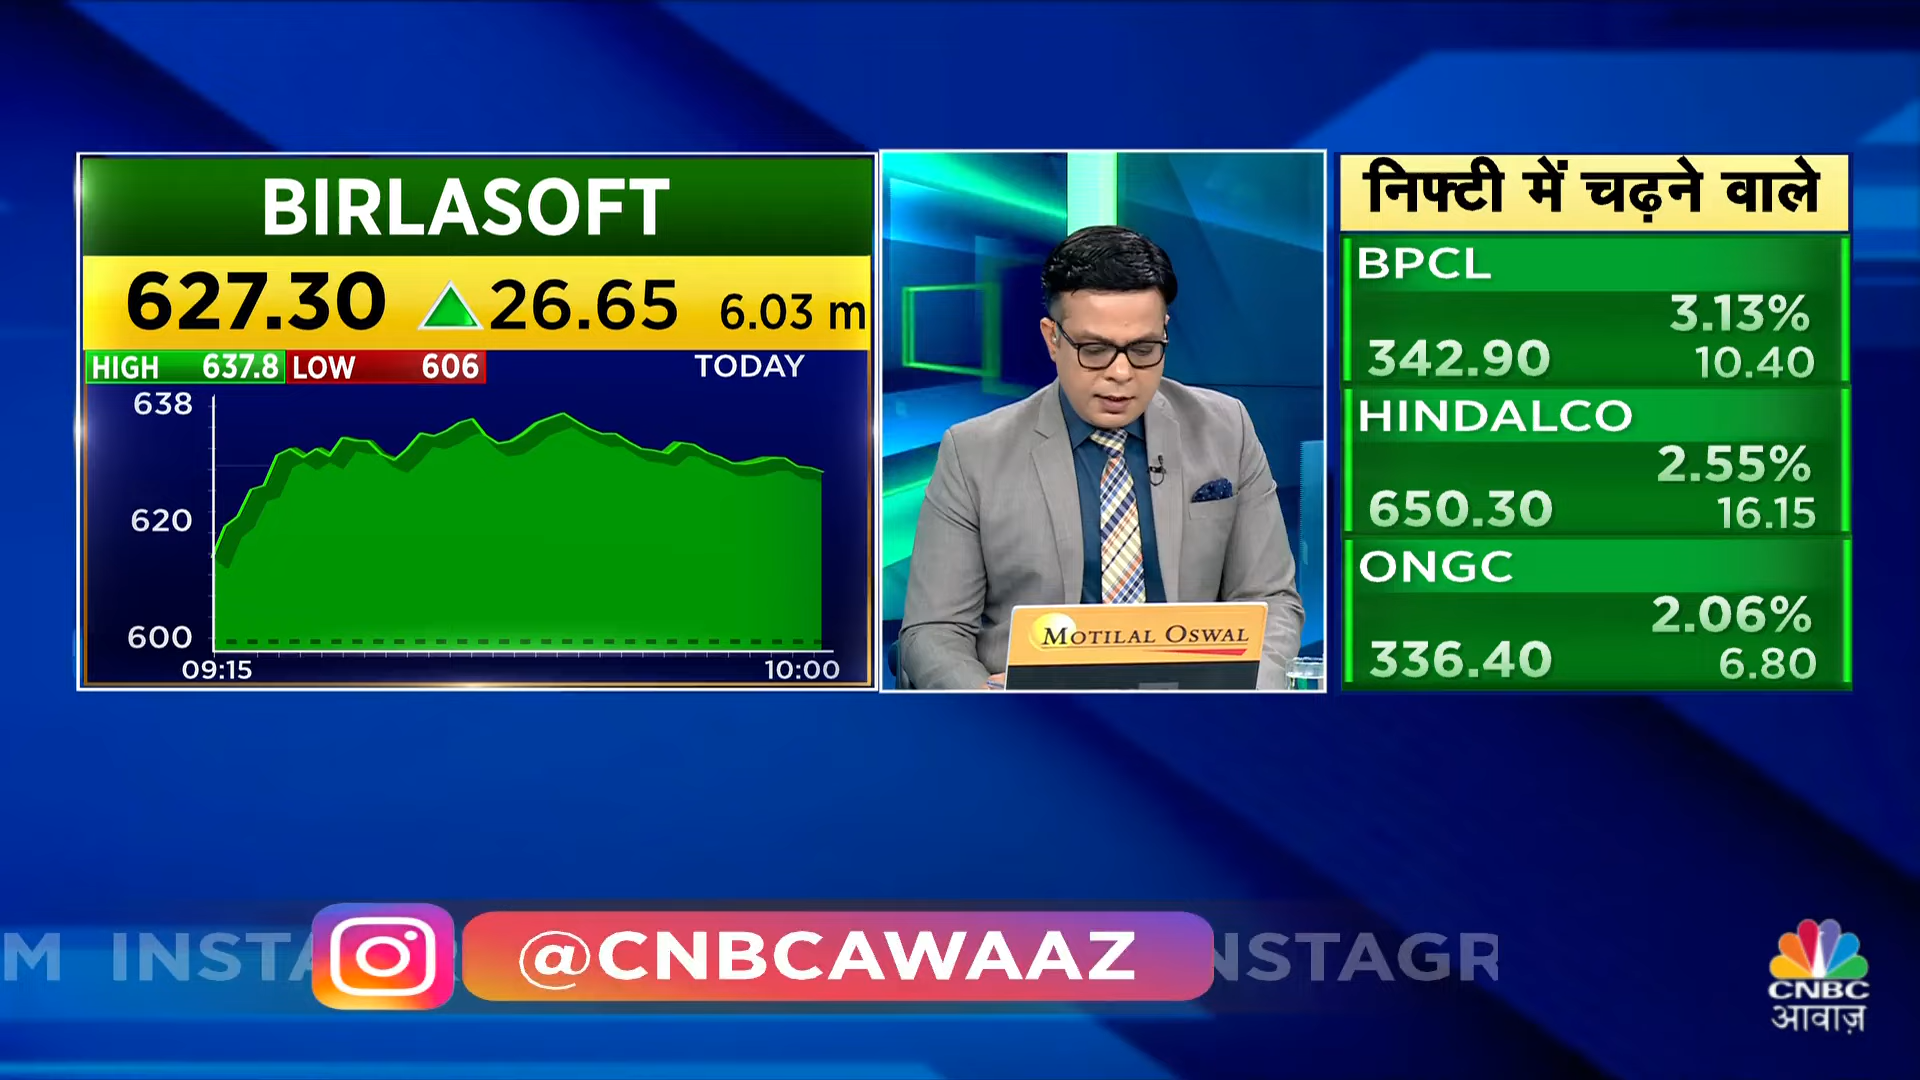 BIRLASOFT
627.30 26.65 6.03 m
HIGH 637.8 LOW 606 TODAY
638
620
600
09:15 10:00
MOTILAL OSWAL
निफ्टी में चढ़ने वाले
BPCL
3.13%
342.90 10.40
HINDALCO
2.55%
650.30 16.15
ONGC
2.06%
336.40 6.80
M INSTA @CNBCAWAAZ NSTAGR
CNBC
आवाज़